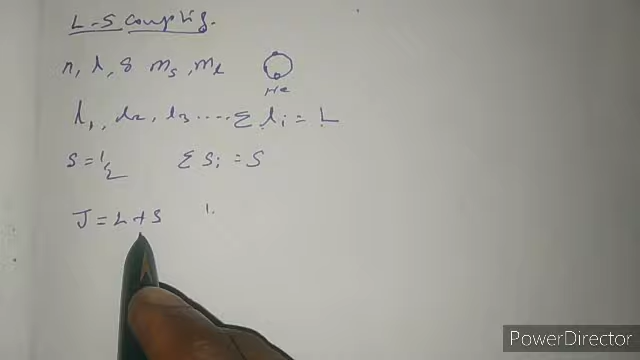 L-S Coupling.
n, l, s ms, ml
He
l1, l2, l3 ..... Σ li = L
s = 1/2 Σ si = S
J = L + S
PowerDirector